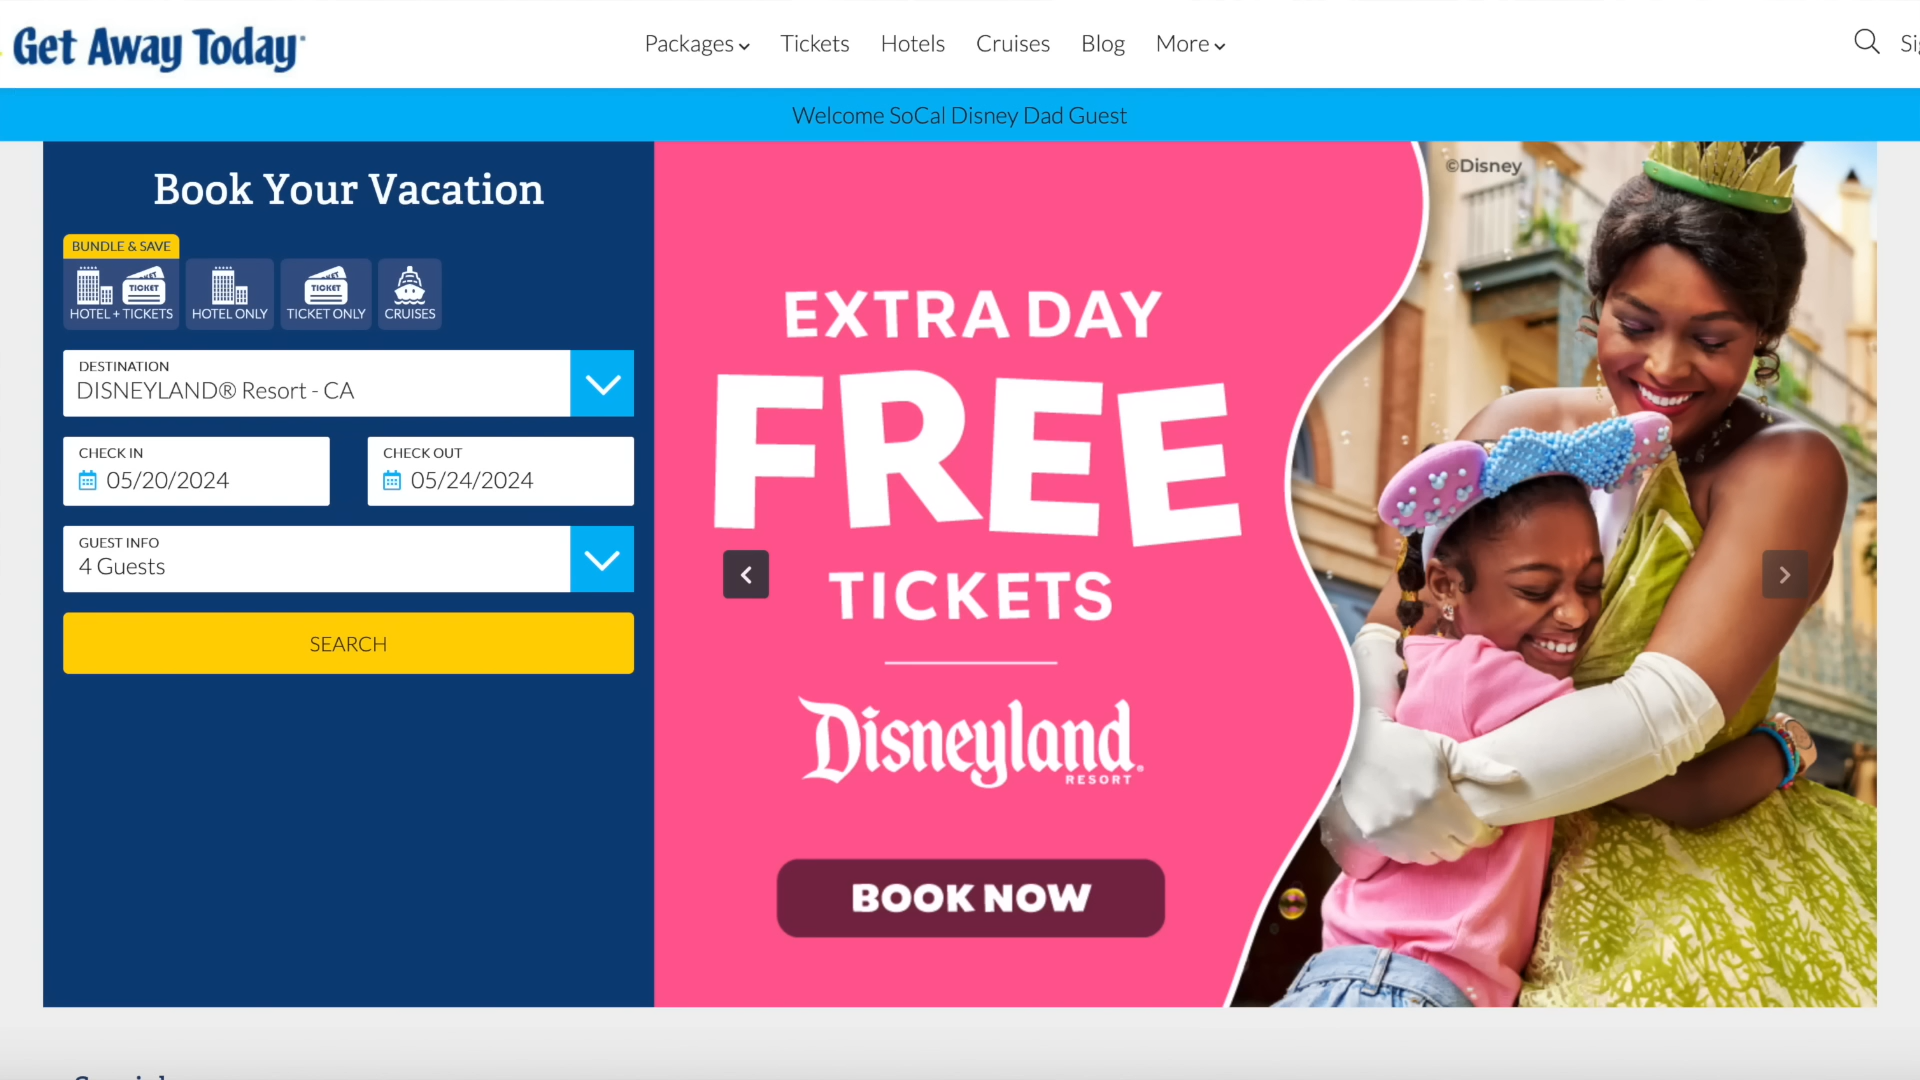 Get Away Today
Packages
Tickets
Hotels
Cruises
Blog
More
Welcome SoCal Disney Dad Guest
Book Your Vacation
BUNDLE & SAVE
TICKET
HOTEL + TICKETS
HOTEL ONLY
TICKET
TICKET ONLY
CRUISES
DESTINATION
DISNEYLAND® Resort - CA
CHECK IN
05/20/2024
CHECK OUT
05/24/2024
GUEST INFO
4 Guests
SEARCH
EXTRA DAY
FREE
TICKETS
Disneyland®
RESORT
BOOK NOW
©Disney